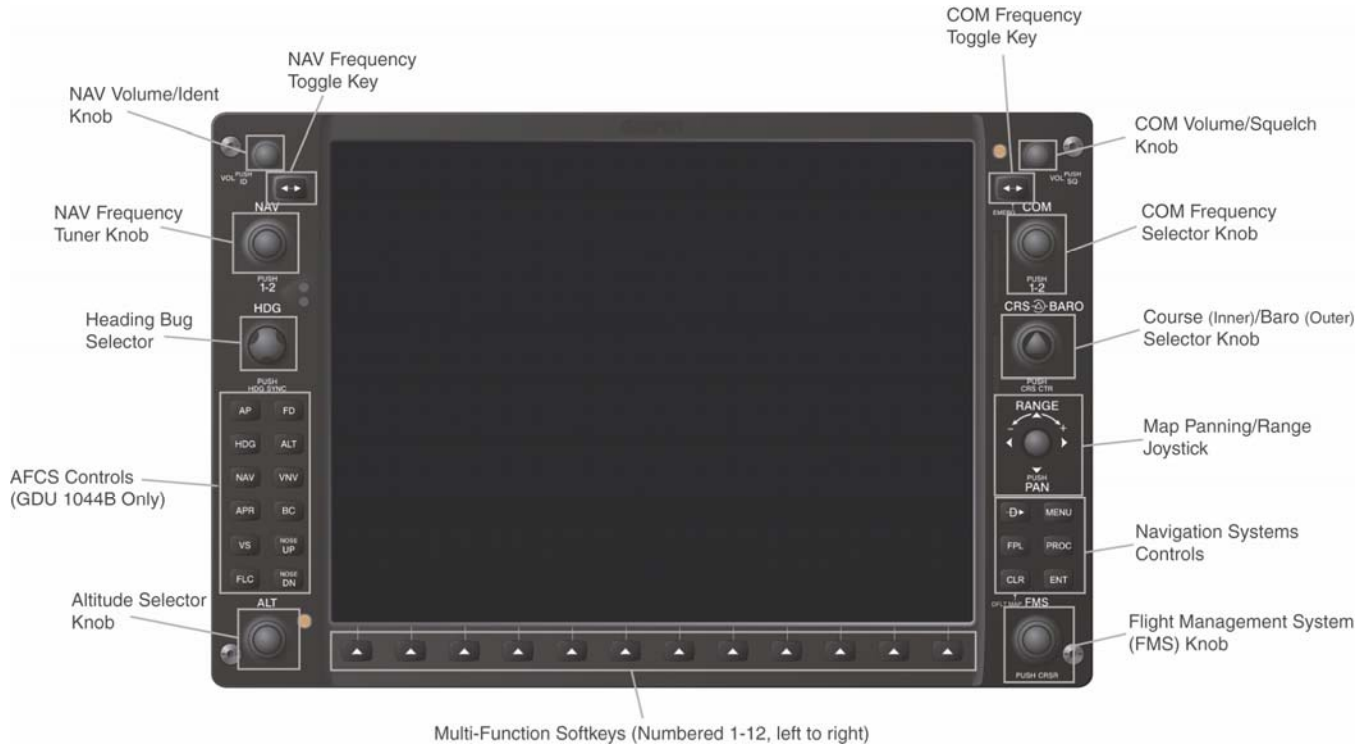 COM Frequency
Toggle Key
NAV Frequency
Toggle Key
NAV Volume/Ident
Knob
COM Volume/Squelch
Knob
VOL PUSH ID
VOL PUSH SQ
EMERG
NAV
COM
NAV Frequency
Tuner Knob
COM Frequency
Selector Knob
PUSH
1-2
PUSH
1-2
HDG
CRS BARO
Heading Bug
Selector
Course (Inner)/Baro (Outer)
Selector Knob
PUSH
HDG SYNC
PUSH
CRS CTR
AP FD
HDG ALT
NAV VNV
APR BC
VS NOSE UP
FLC NOSE DN
AFCS Controls
(GDU 1044B Only)
RANGE
- +
PUSH
PAN
Map Panning/Range
Joystick
D MENU
FPL PROC
CLR ENT
Navigation Systems
Controls
DFLT MAP
ALT
FMS
Altitude Selector
Knob
Flight Management System
(FMS) Knob
PUSH CRSR
Multi-Function Softkeys (Numbered 1-12, left to right)